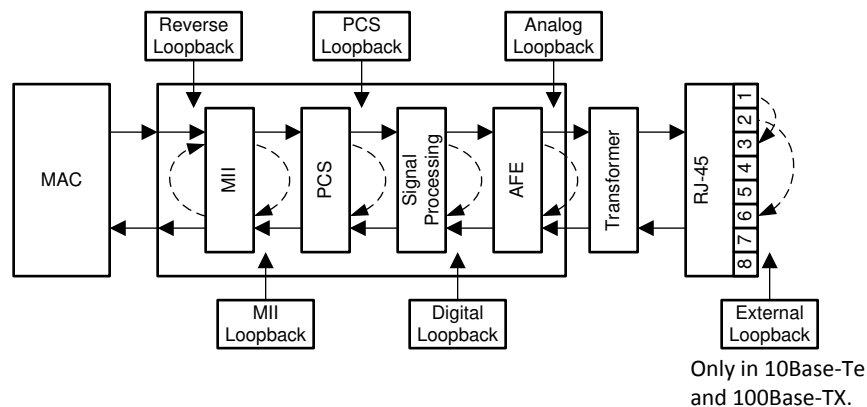 Reverse
Loopback
PCS
Loopback
Analog
Loopback
MAC
MII
PCS
Signal
Processing
AFE
Transformer
RJ-45
1
2
3
4
5
6
7
8
MII
Loopback
Digital
Loopback
External
Loopback
Only in 10Base-Te
and 100Base-TX.